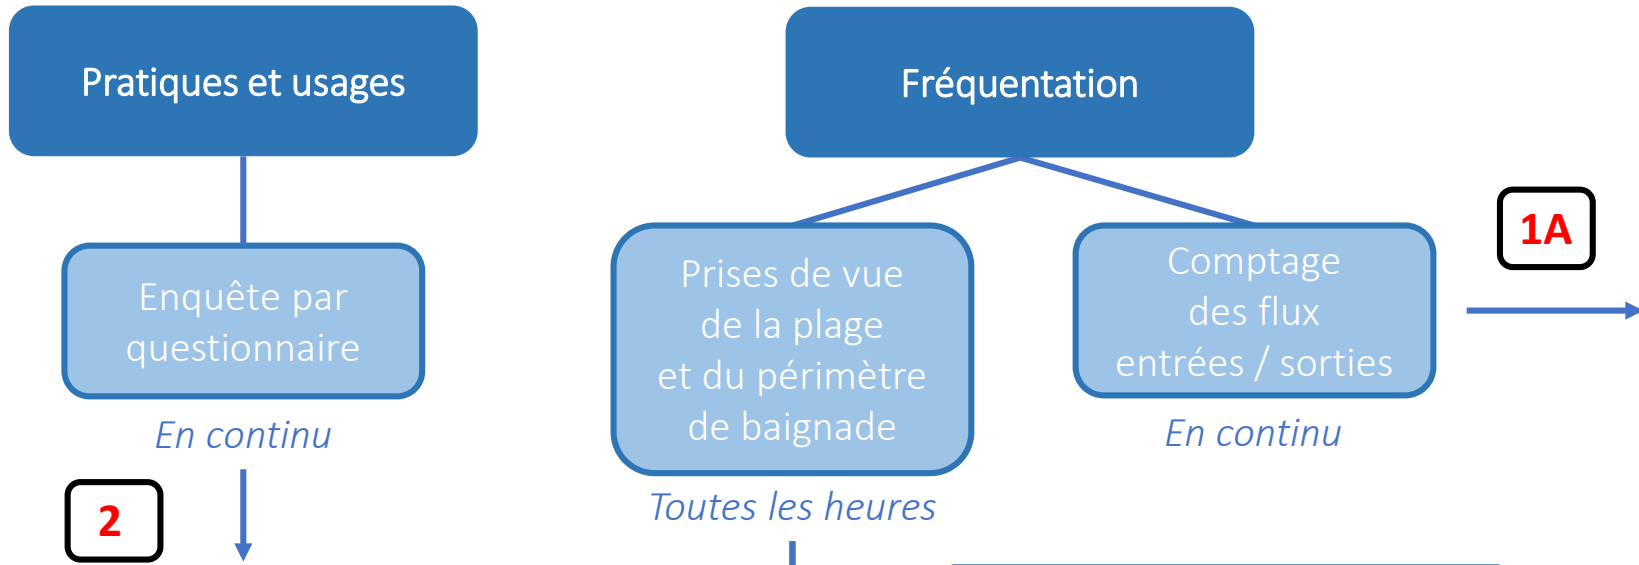 Pratiques et usages
Enquête par
questionnaire
En continu
2
Fréquentation
Prises de vue
de la plage
et du périmètre
de baignade
Toutes les heures
Comptage
des flux
entrées / sorties
En continu
1A